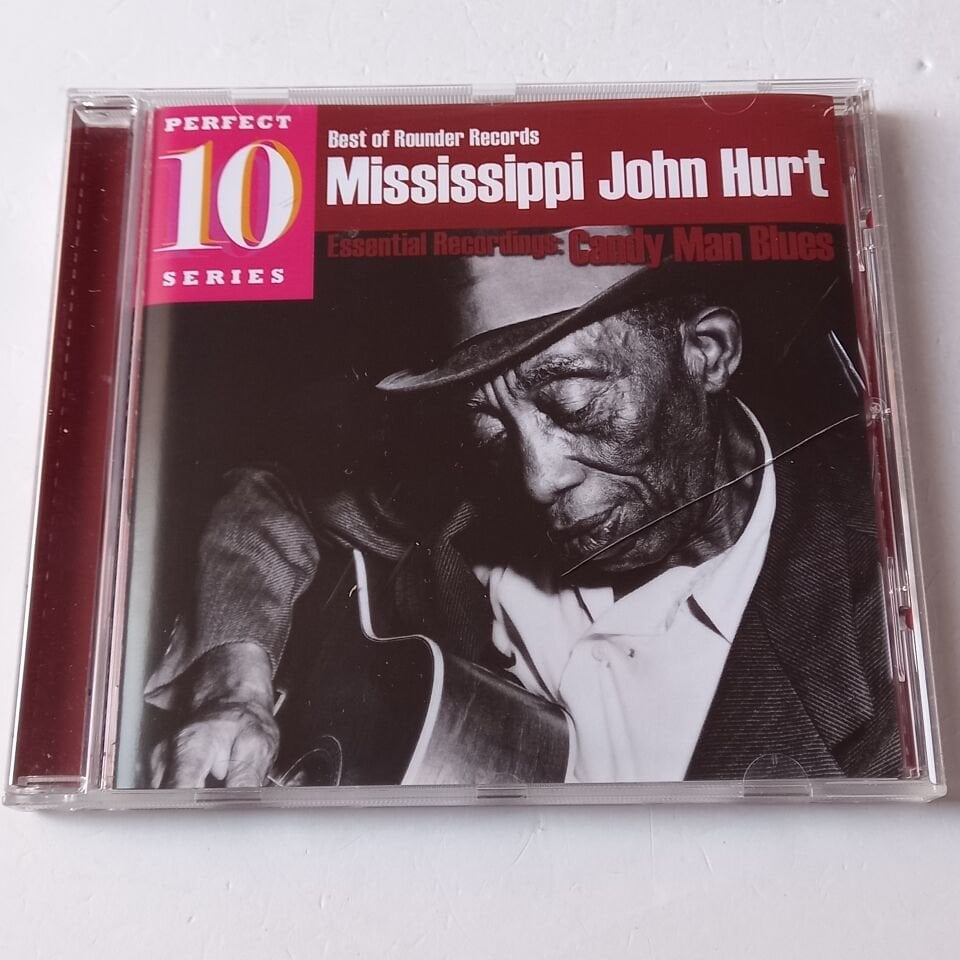 PERFECT
10
SERIES
Best of Rounder Records
Mississippi John Hurt
Essential Recordings: Candy Man Blues